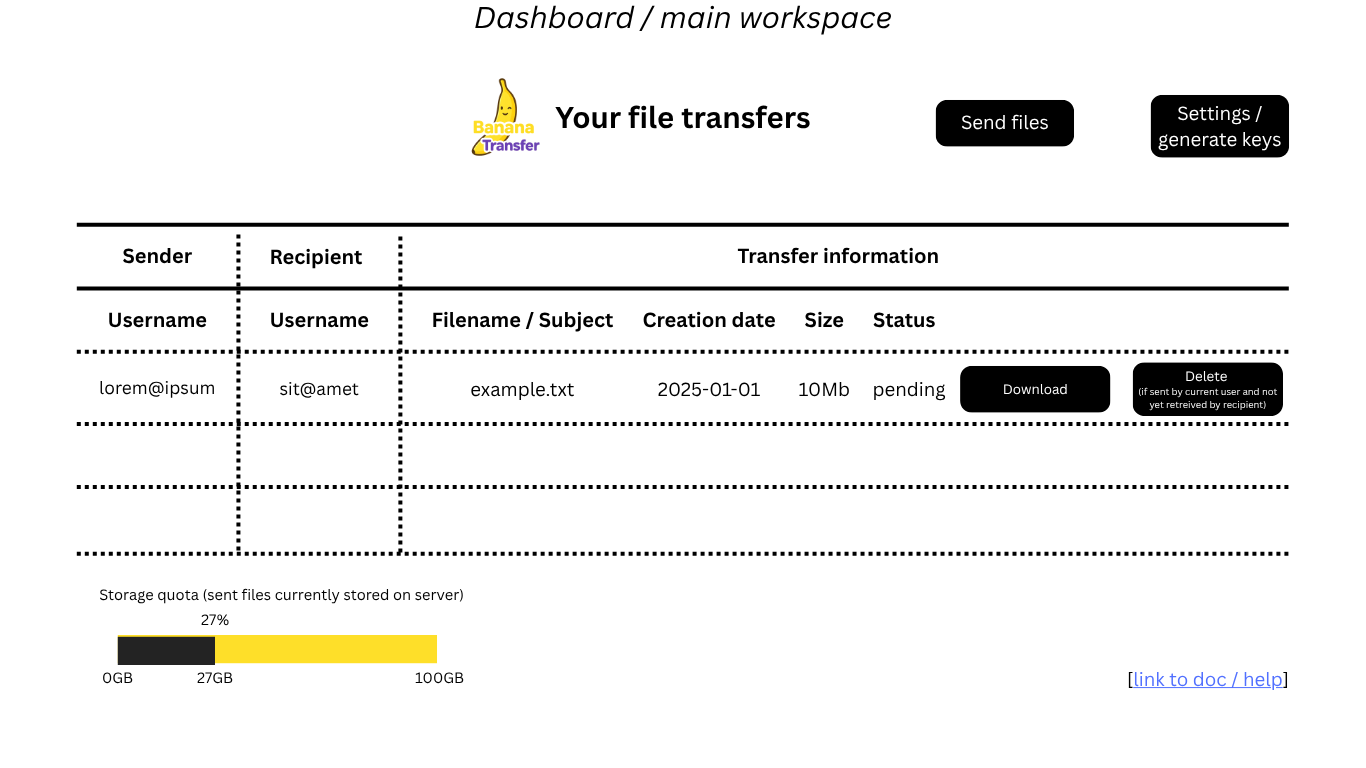 Dashboard / main workspace
Banana
Transfer
Your file transfers
Send files
Settings /
generate keys
Sender
Recipient
Transfer information
Username
Username
Filename / Subject
Creation date
Size
Status
lorem@ipsum
sit@amet
example.txt
2025-01-01
10Mb
pending
Download
Delete
(if sent by current user and not
yet retreived by recipient)
Storage quota (sent files currently stored on server)
27%
0GB
27GB
100GB
[link to doc / help]